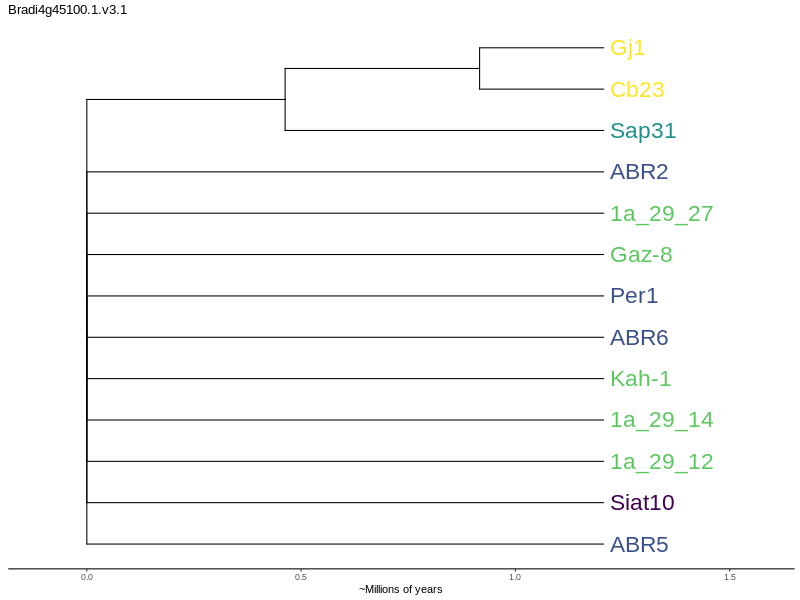 Bradi4g45100.1.v3.1
Gj1
Cb23
Sap31
ABR2
1a_29_27
Gaz-8
Per1
ABR6
Kah-1
1a_29_14
1a_29_12
Siat10
ABR5
0.0 0.5 1.0 1.5
~Millions of years